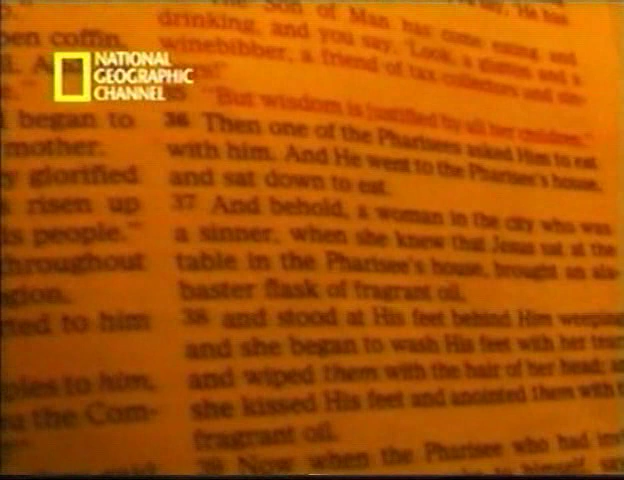 NATIONAL
GEOGRAPHIC
CHANNEL
pen coffin.
began to
mother.
glorified
risen up
people."
throughout
gion.
rted to him
ples to him,
the Com-
The Son of Man has come eating and
drinking, and you say, 'Look, a glutton and a
winebibber, a friend of tax collectors and sin-
"But wisdom is justified by all her children."
36 Then one of the Pharisees asked Him to eat
with him. And He went to the Pharisee's house,
and sat down to eat.
37 And behold, a woman in the city who was
a sinner, when she knew that Jesus sat at the
table in the Pharisee's house, brought an ala-
baster flask of fragrant oil,
38 and stood at His feet behind Him weeping
and she began to wash His feet with her tear
and wiped them with the hair of her head; an
she kissed His feet and anointed them with t
fragrant oil.
39 Now when the Pharisee who had inv
to himself,